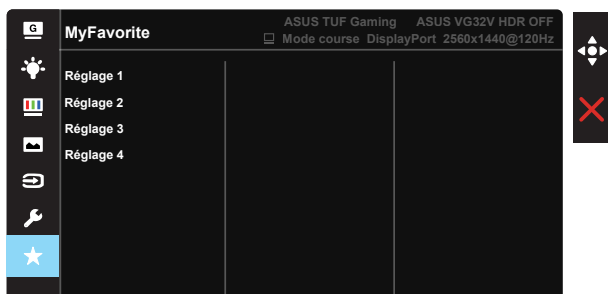 G
MyFavorite
ASUS TUF Gaming ASUS VG32V HDR OFF
Mode course DisplayPort 2560x1440@120Hz
Réglage 1
Réglage 2
Réglage 3
Réglage 4